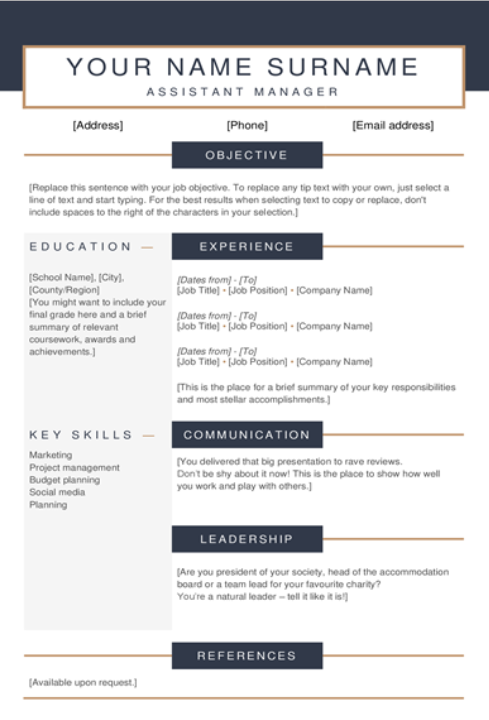 YOUR NAME SURNAME
ASSISTANT MANAGER
[Address] [Phone] [Email address]
OBJECTIVE
[Replace this sentence with your job objective. To replace any tip text with your own, just select a
line of text and start typing. For the best results when selecting text to copy or replace, don't
include spaces to the right of the characters in your selection.]
EDUCATION —
[School Name], [City],
[County/Region]
[You might want to include your
final grade here and a brief
summary of relevant
coursework, awards and
achievements.]
KEY SKILLS —
Marketing
Project management
Budget planning
Social media
Planning
EXPERIENCE
[Dates from] - [To]
[Job Title] • [Job Position] • [Company Name]
[Dates from] - [To]
[Job Title] • [Job Position] • [Company Name]
[Dates from] - [To]
[Job Title] • [Job Position] • [Company Name]
[This is the place for a brief summary of your key responsibilities
and most stellar accomplishments.]
COMMUNICATION
[You delivered that big presentation to rave reviews.
Don't be shy about it now! This is the place to show how well
you work and play with others.]
LEADERSHIP
[Are you president of your society, head of the accommodation
board or a team lead for your favourite charity?
You're a natural leader – tell it like it is!]
REFERENCES
[Available upon request.]